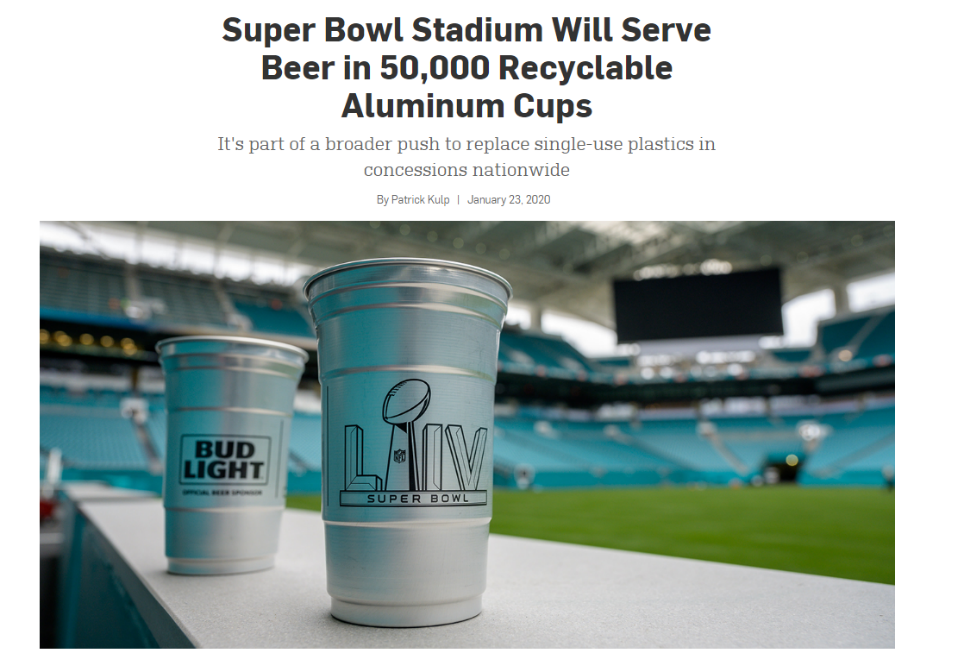 Super Bowl Stadium Will Serve
Beer in 50,000 Recyclable
Aluminum Cups
It's part of a broader push to replace single-use plastics in
concessions nationwide
By Patrick Kulp | January 23, 2020
BUD
LIGHT
OFFICIAL BEER SPONSOR
LIV
NFL
SUPER BOWL